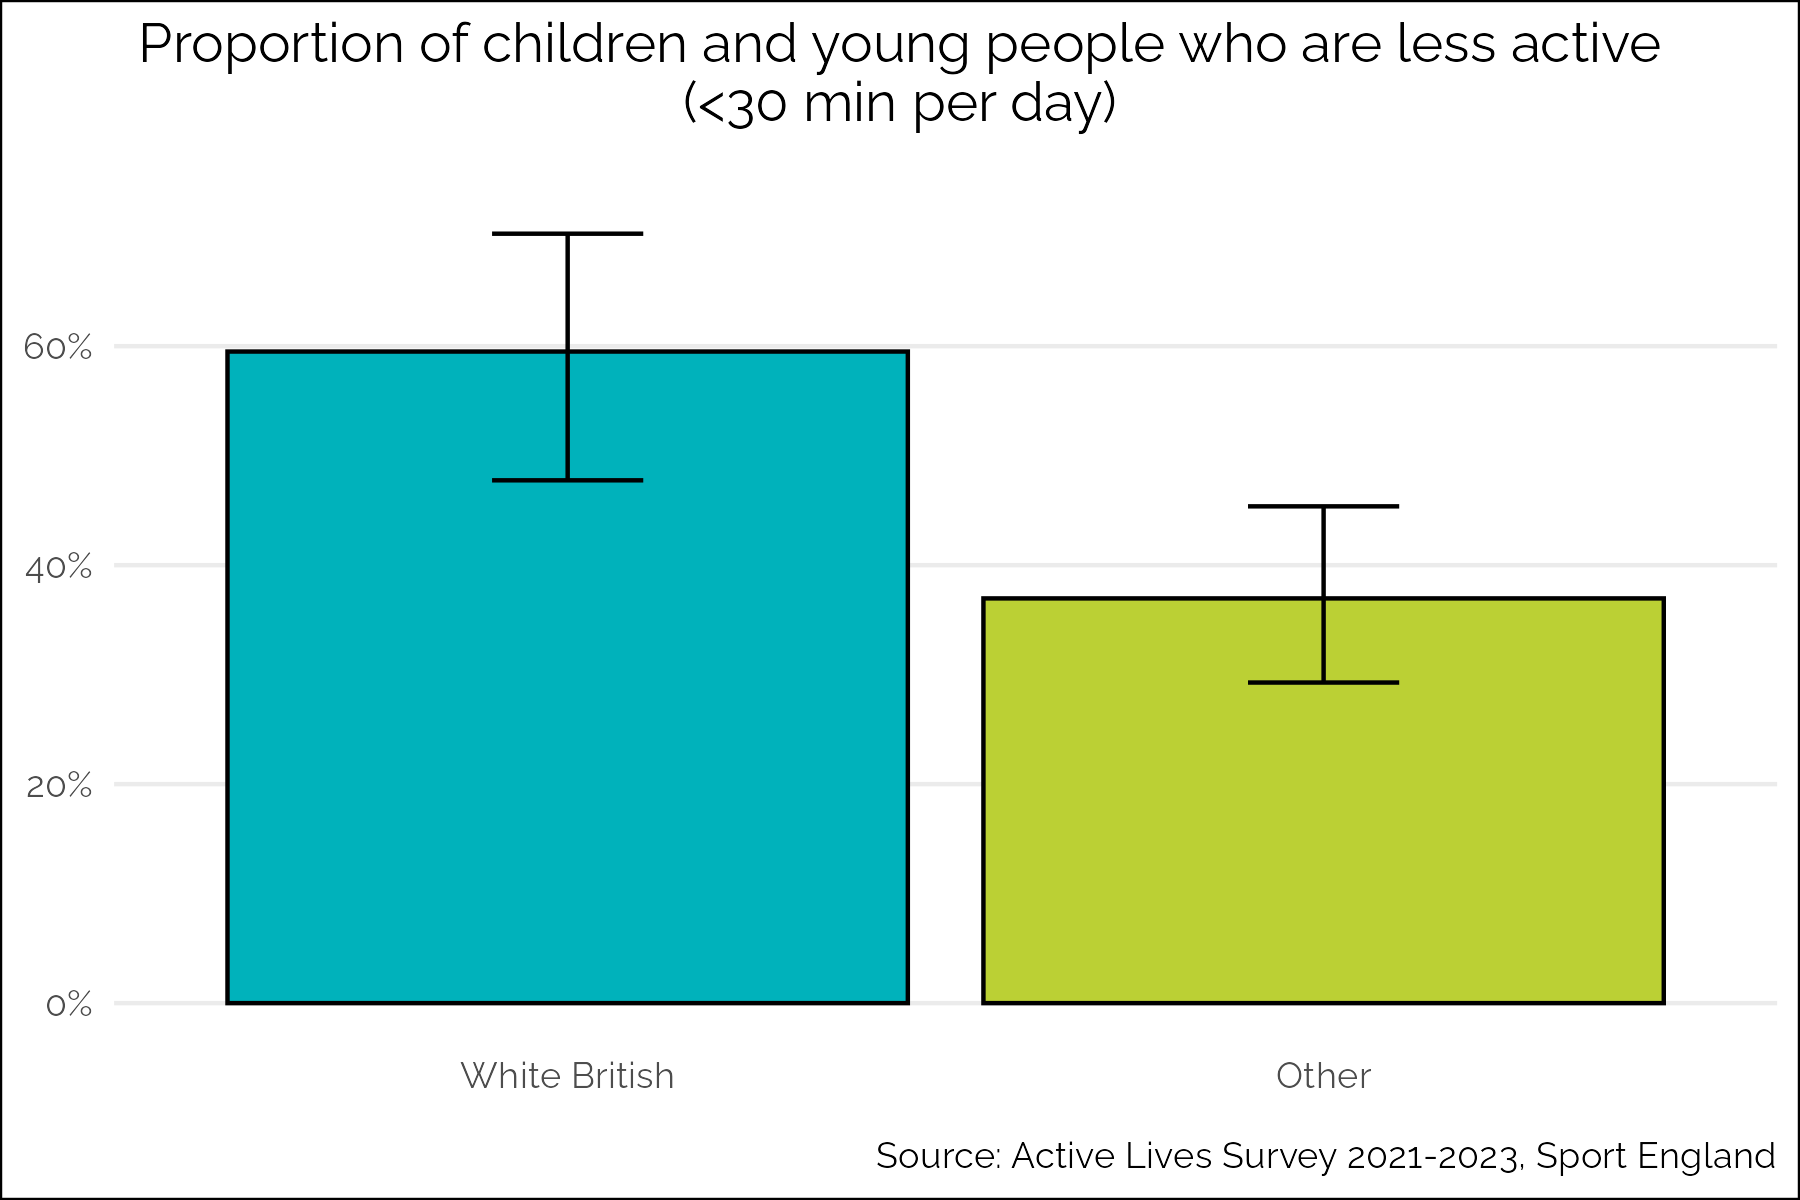 Proportion of children and young people who are less active
(<30 min per day)
60%
40%
20%
0%
White British
Other
Source: Active Lives Survey 2021-2023, Sport England